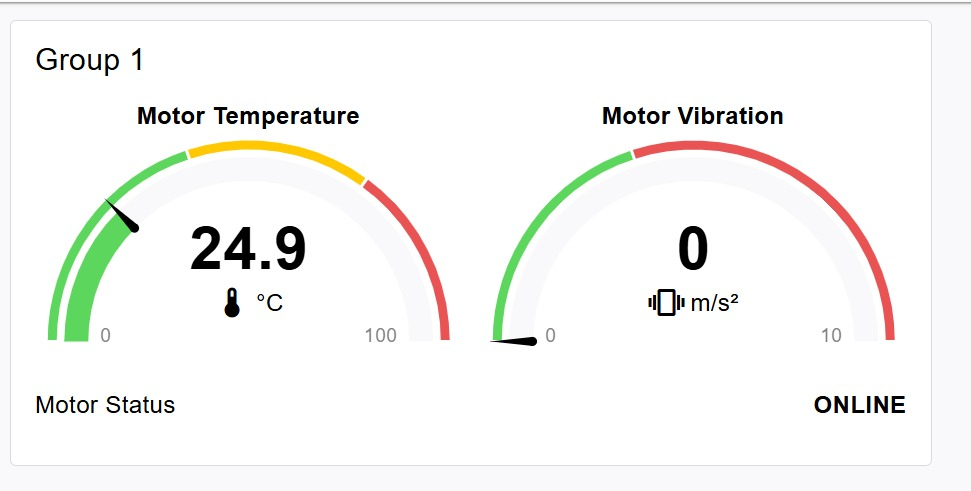 Group 1
Motor Temperature
24.9
°C
0
100
Motor Vibration
0
m/s²
0
10
Motor Status
ONLINE